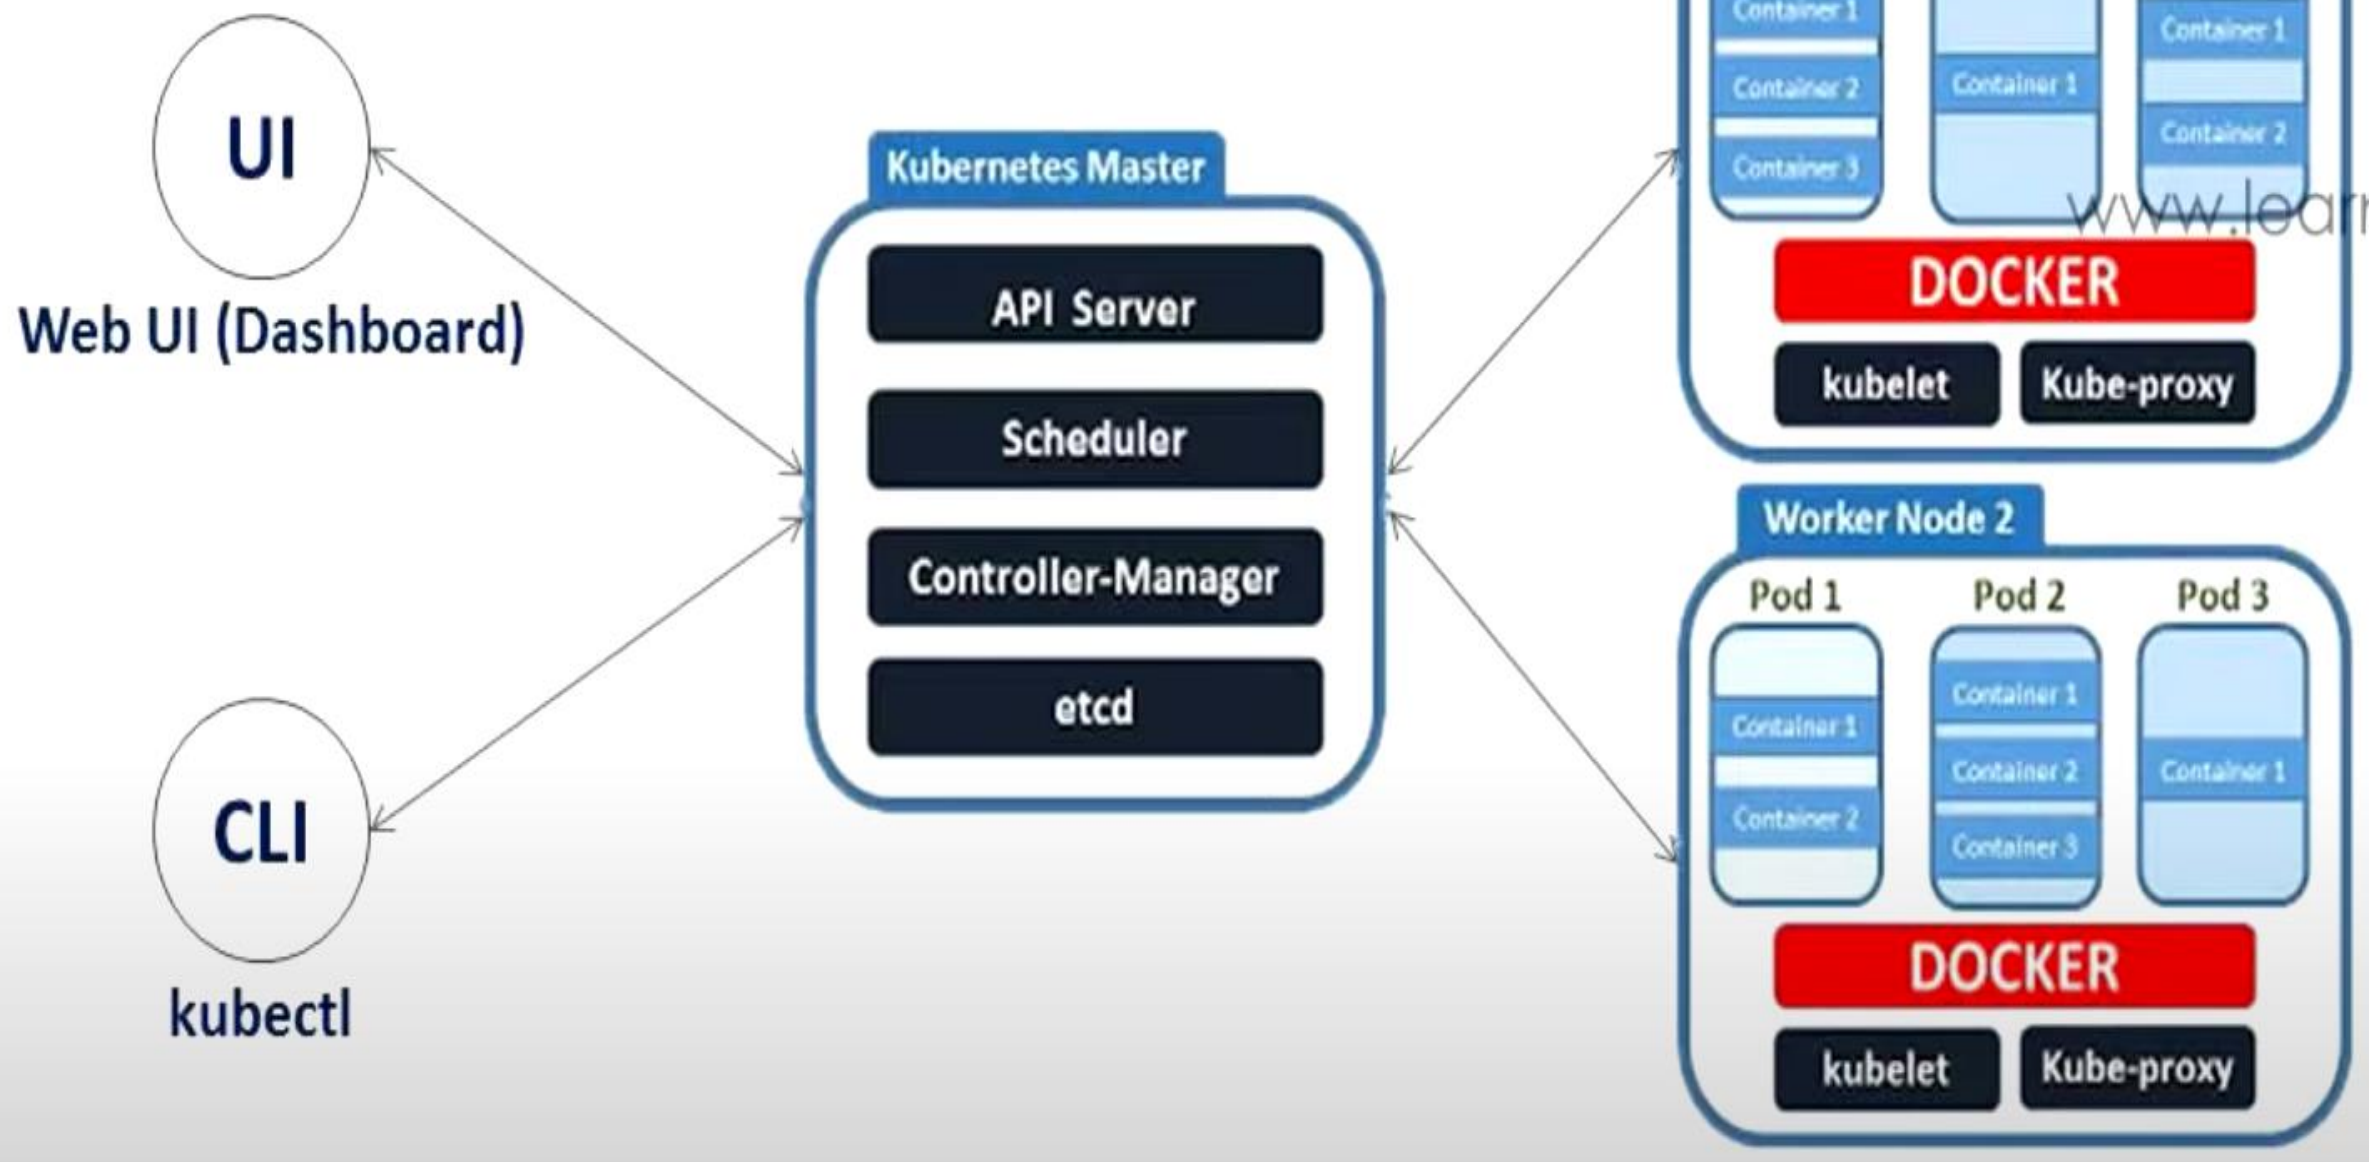 UI
Web UI (Dashboard)
CLI
kubectl
Kubernetes Master
API Server
Scheduler
Controller-Manager
etcd
Container 1
Container 2
Container 3
Container 1
Container 1
Container 2
www.lear
DOCKER
kubelet
Kube-proxy
Worker Node 2
Pod 1
Container 1
Container 2
Pod 2
Container 1
Container 2
Container 3
Pod 3
Container 1
DOCKER
kubelet
Kube-proxy